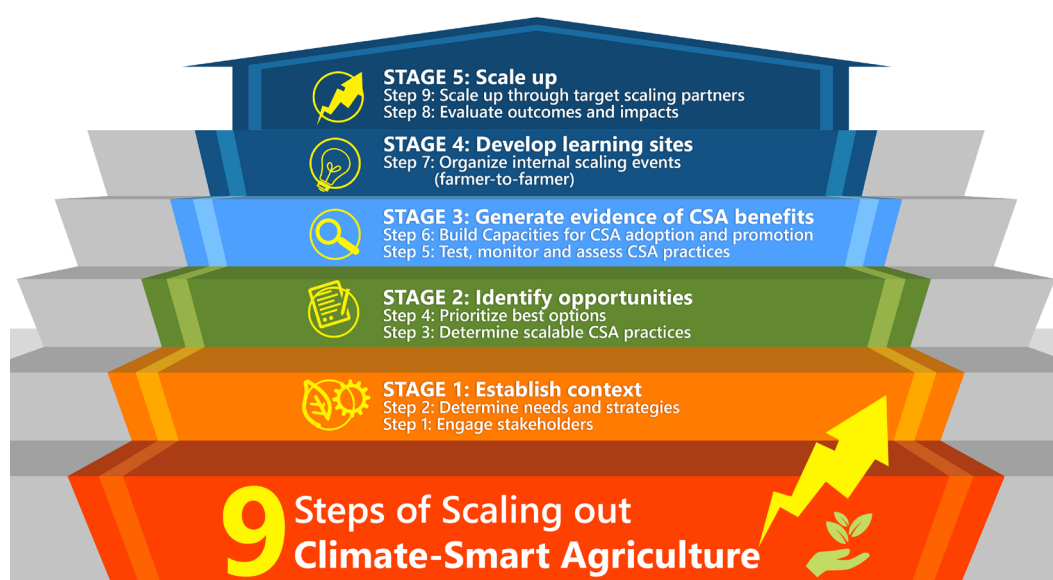 STAGE 5: Scale up
Step 9: Scale up through target scaling partners
Step 8: Evaluate outcomes and impacts
STAGE 4: Develop learning sites
Step 7: Organize internal scaling events
(farmer-to-farmer)
STAGE 3: Generate evidence of CSA benefits
Step 6: Build Capacities for CSA adoption and promotion
Step 5: Test, monitor and assess CSA practices
STAGE 2: Identify opportunities
Step 4: Prioritize best options
Step 3: Determine scalable CSA practices
STAGE 1: Establish context
Step 2: Determine needs and strategies
Step 1: Engage stakeholders
9 Steps of Scaling out
Climate-Smart Agriculture